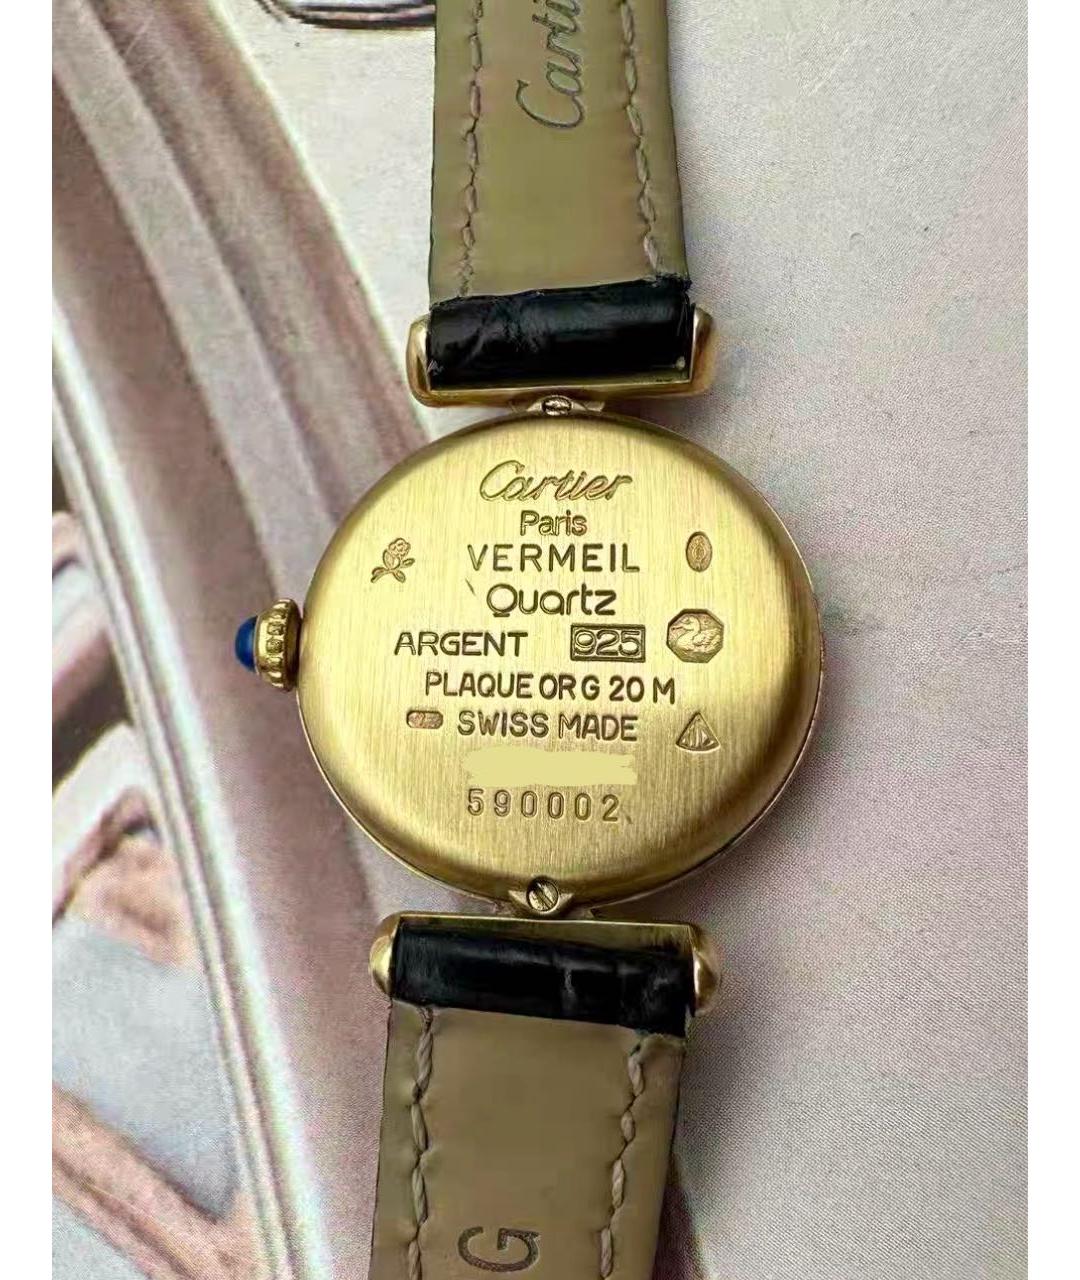 Carti
Cartier
Paris
VERMEIL
Quartz
ARGENT 925
PLAQUE OR G 20 M
SWISS MADE
590002
G